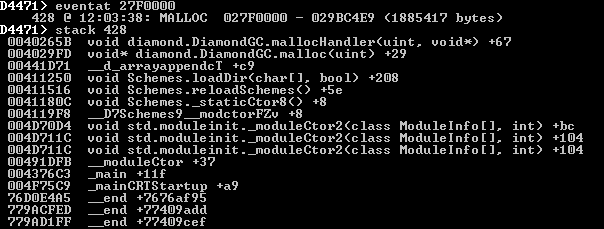 D4471> eventat 27F0000
428 @ 12:03:38: MALLOC 027F0000 - 029BC4E9 (1885417 bytes)
D4471> stack 428
0040265B void diamond.DiamondGC.mallocHandler(uint, void*) +67
004029FD void* diamond.DiamondGC.malloc(uint) +29
00441D71 __d_arrayappendcT +c9
00411250 void Schemes.loadDir(char[], bool) +208
00411516 void Schemes.reloadSchemes() +5e
0041180C void Schemes._staticCtor8() +8
004119F8 __D7Schemes9__modctorFZv +8
004D70D4 void std.moduleinit._moduleCtor2(class ModuleInfo[], int) +bc
004D711C void std.moduleinit._moduleCtor2(class ModuleInfo[], int) +104
004D711C void std.moduleinit._moduleCtor2(class ModuleInfo[], int) +104
00491DFB __moduleCtor +37
004376C3 _main +11f
004F75C9 _mainCRTStartup +a9
76D0E4A5 __end +7676af95
779ACFED __end +77409add
779AD1FF __end +77409cef